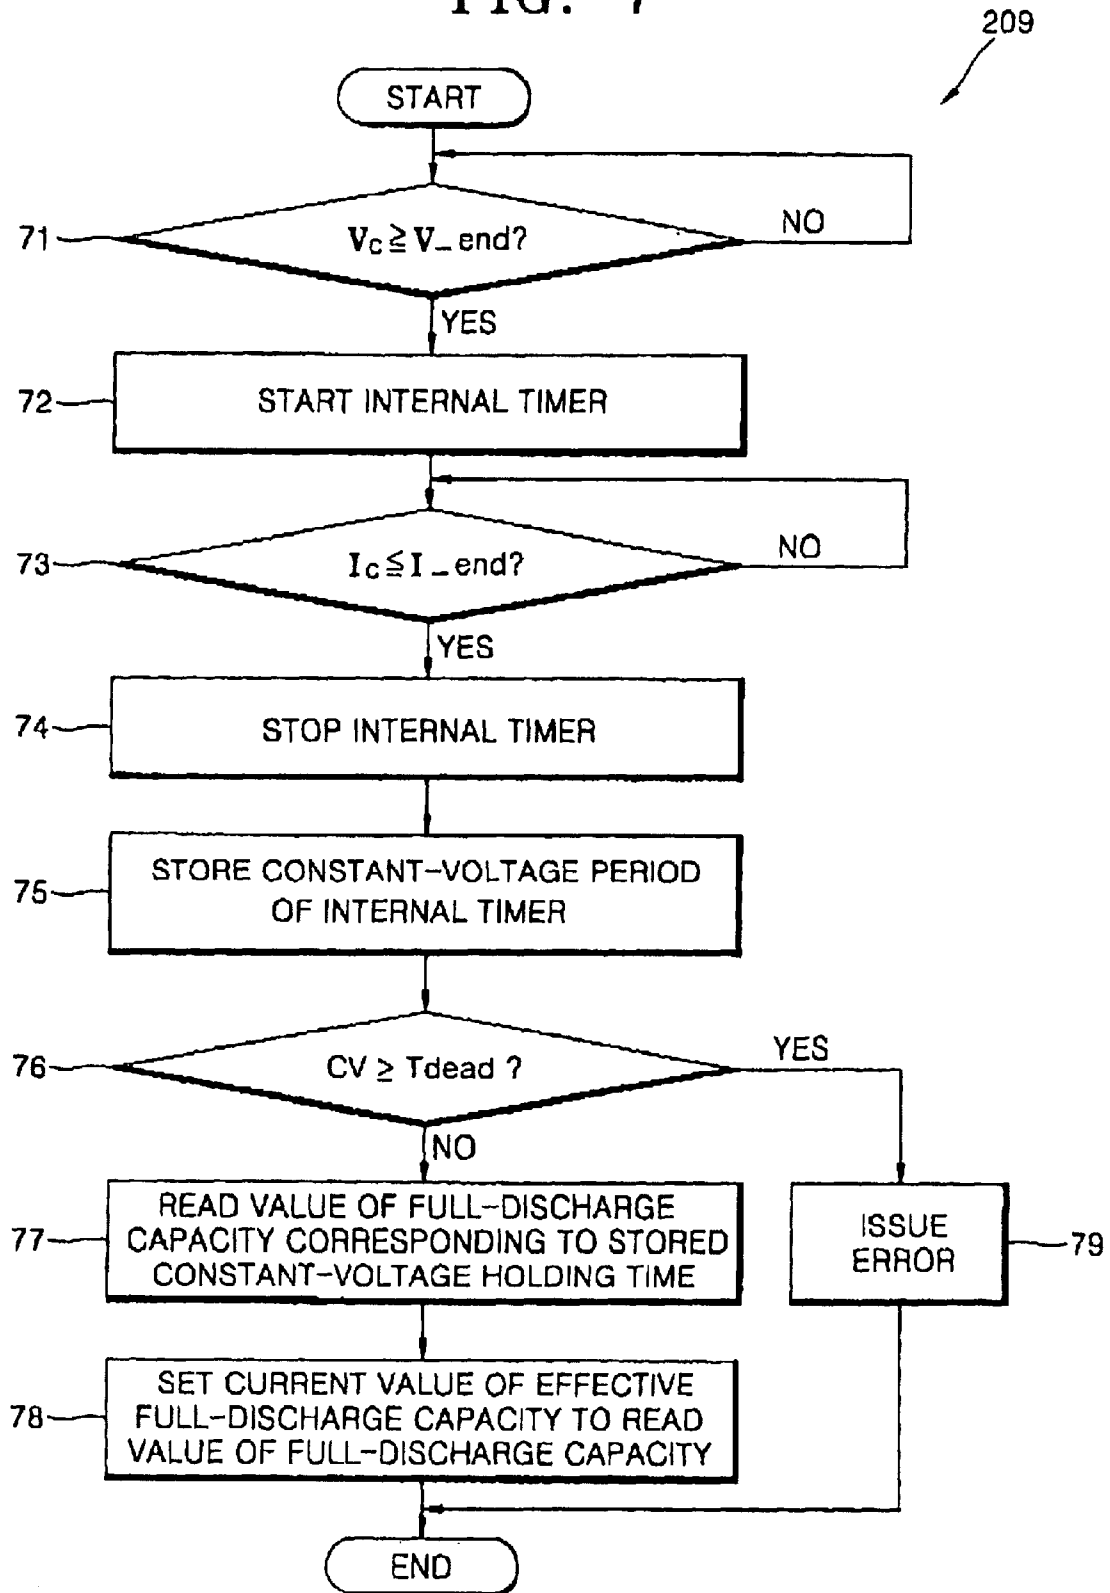 FIG. 7
209
START
71
Vc ≧ V_end?
NO
YES
72
START INTERNAL TIMER
73
Ic ≦ I_end?
NO
YES
74
STOP INTERNAL TIMER
75
STORE CONSTANT-VOLTAGE PERIOD
OF INTERNAL TIMER
76
CV ≥ Tdead ?
YES
NO
77
READ VALUE OF FULL-DISCHARGE
CAPACITY CORRESPONDING TO STORED
CONSTANT-VOLTAGE HOLDING TIME
ISSUE
ERROR
79
78
SET CURRENT VALUE OF EFFECTIVE
FULL-DISCHARGE CAPACITY TO READ
VALUE OF FULL-DISCHARGE CAPACITY
END